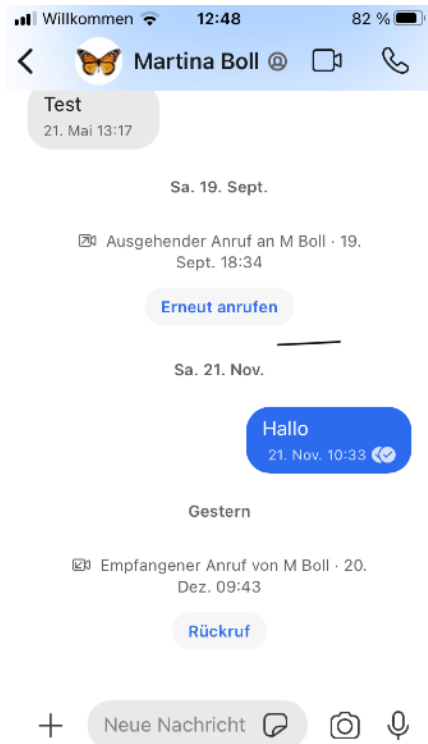 Willkommen 12:48 82 %
Martina Boll
Test
21. Mai 13:17
Sa. 19. Sept.
Ausgehender Anruf an M Boll · 19.
Sept. 18:34
Erneut anrufen
Sa. 21. Nov.
Hallo
21. Nov. 10:33
Gestern
Empfangener Anruf von M Boll · 20.
Dez. 09:43
Rückruf
Neue Nachricht